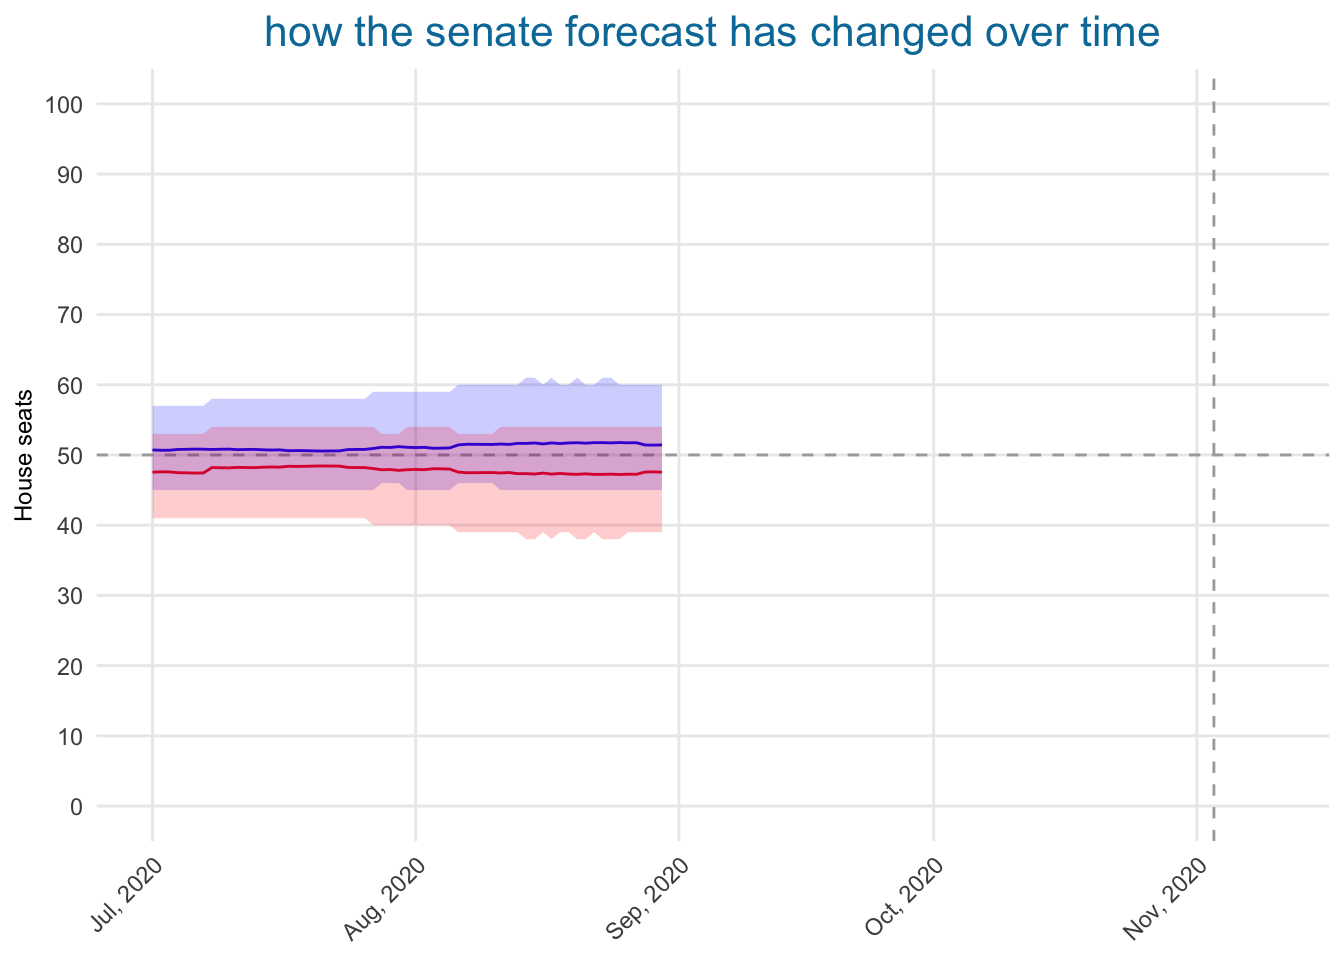 how the senate forecast has changed over time
House seats
100
90
80
70
60
50
40
30
20
10
0
Jul, 2020
Aug, 2020
Sep, 2020
Oct, 2020
Nov, 2020